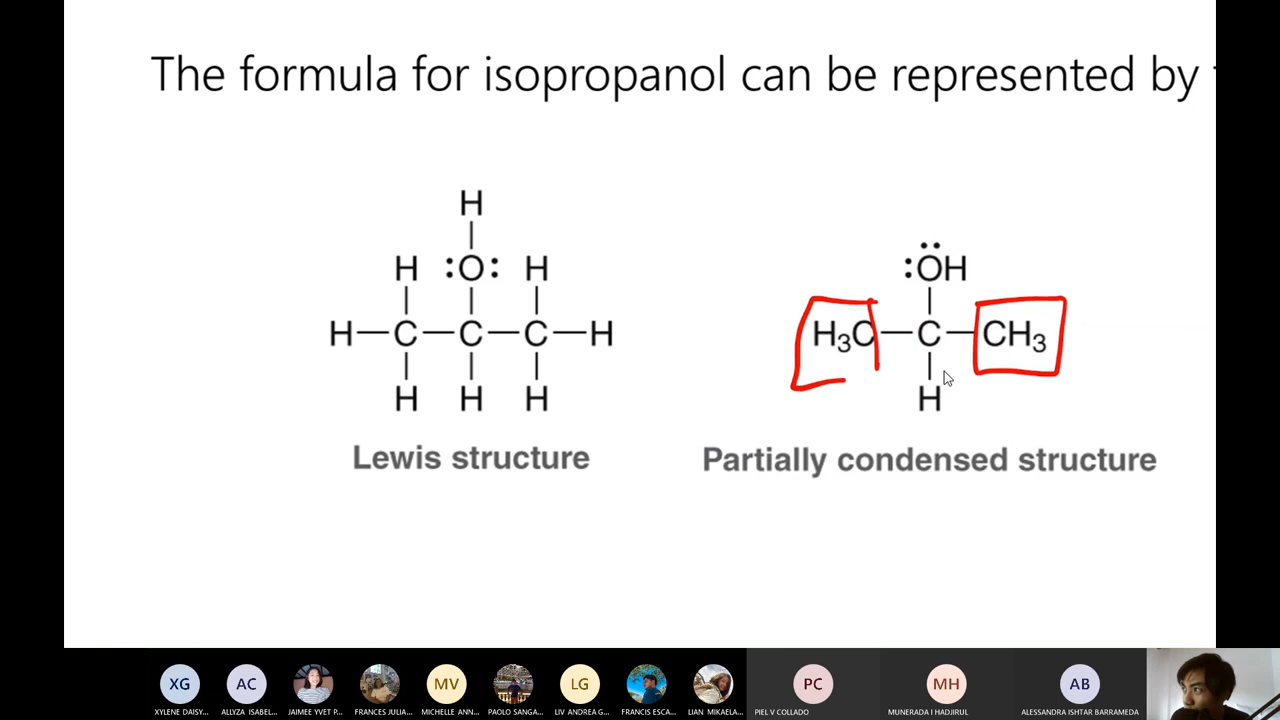 The formula for isopropanol can be represented by
H
H :O: H
H—C—C—C—H
H H H
Lewis structure
:ÖH
H₃C—C—CH₃
H
Partially condensed structure
XG AC MV LG PC MH AB
XYLENE DAISY... ALLYZA ISABEL... JAIMEE YVET P... FRANCES JULIA... MICHELLE ANN... PAOLO SANGA... LIV ANDREA G... FRANCIS ESCA... LIAN MIKAELA... PIEL V COLLADO MUNERADA I HADJIRUL ALESSANDRA ISHTAR BARRAMEDA